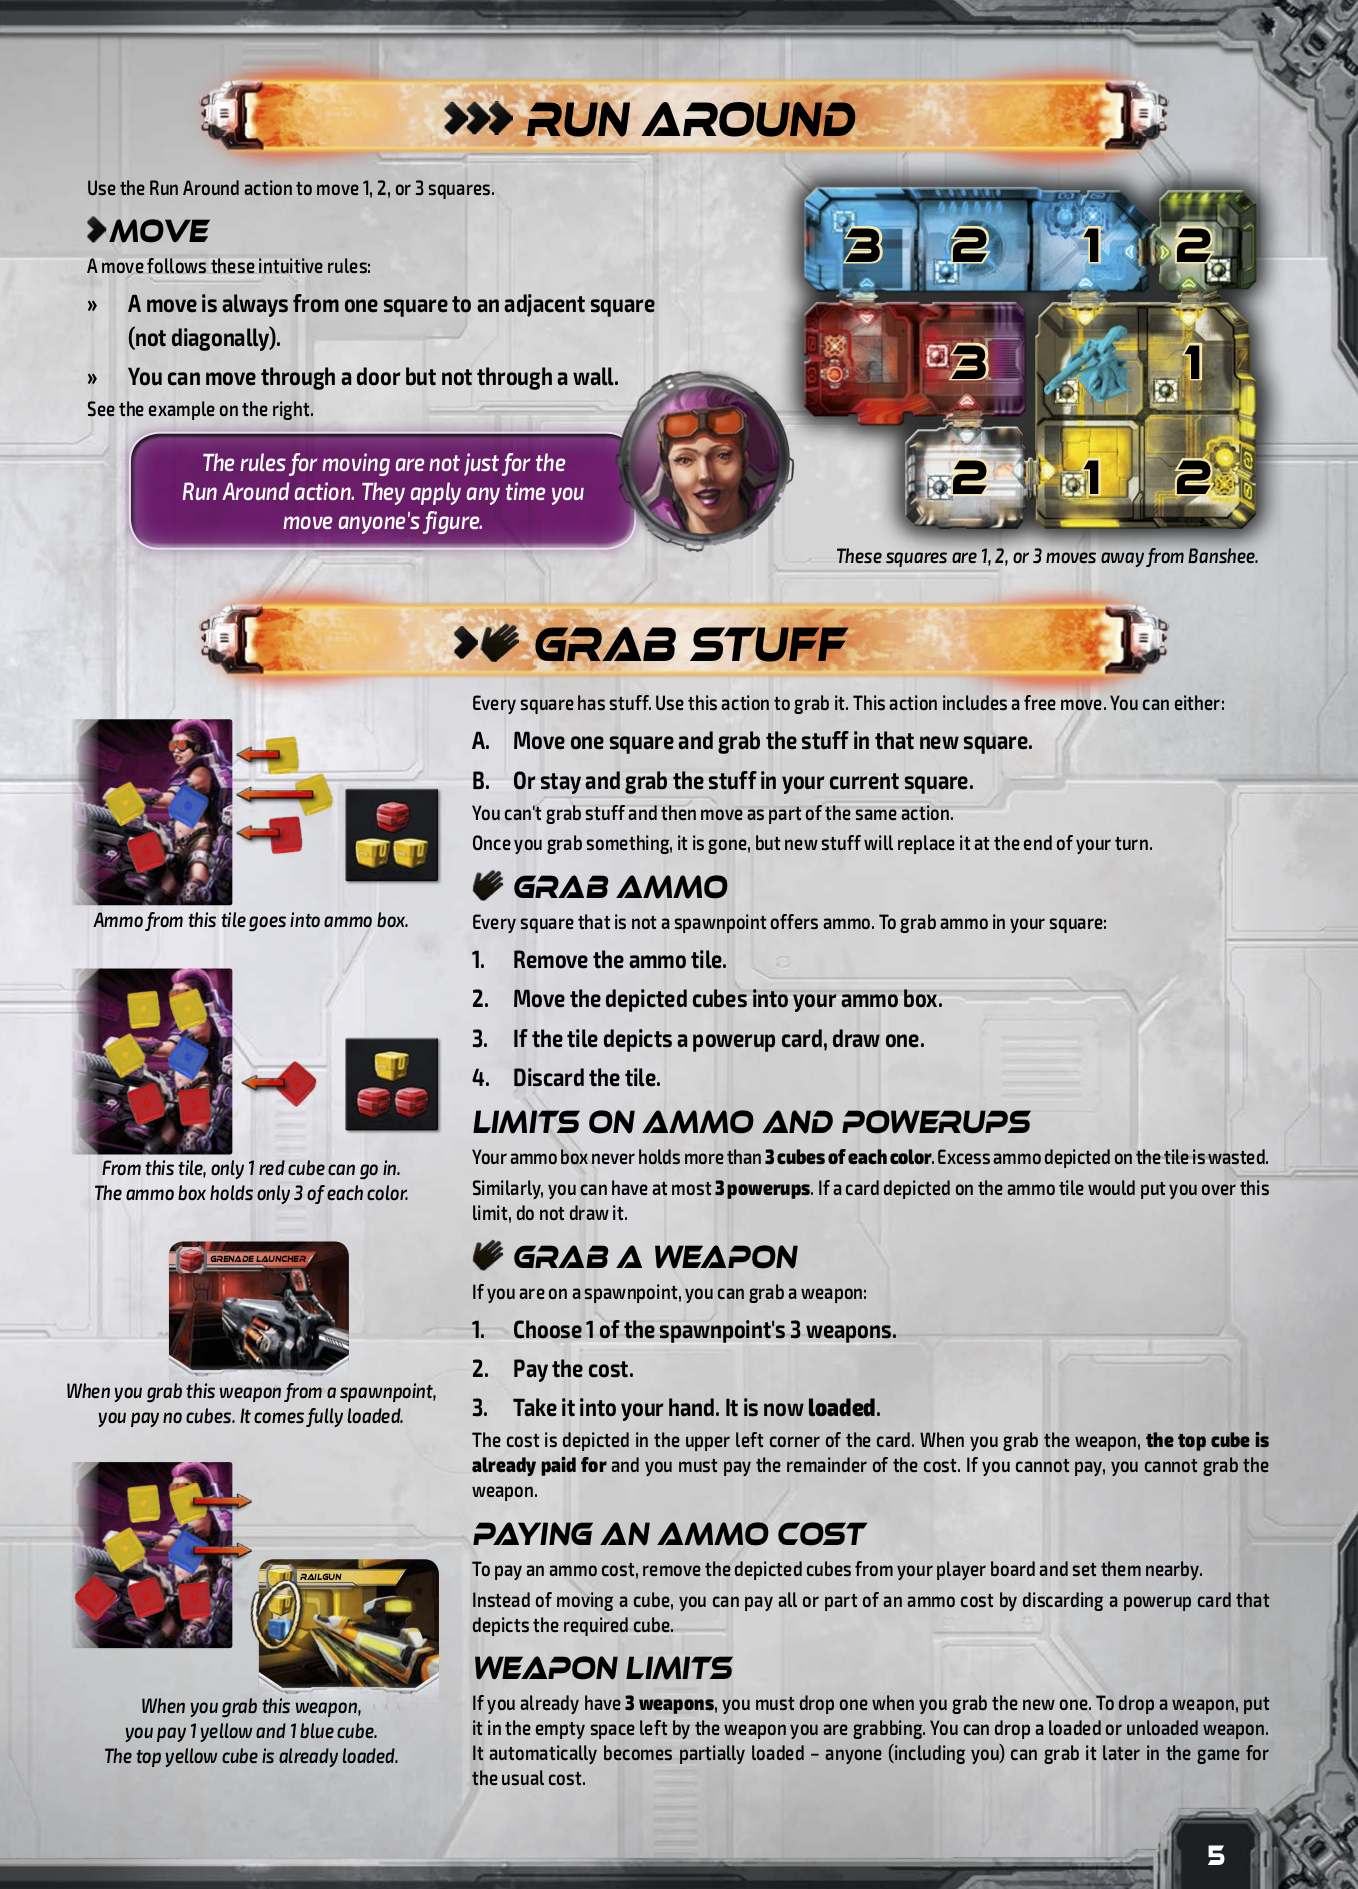 RUN AROUND
Use the Run Around action to move 1, 2, or 3 squares.
MOVE
A move follows these intuitive rules:
» A move is always from one square to an adjacent square
(not diagonally).
» You can move through a door but not through a wall.
See the example on the right.
The rules for moving are not just for the
Run Around action. They apply any time you
move anyone's figure.
3 2 1 2
3 1
2 1 2
These squares are 1, 2, or 3 moves away from Banshee.
GRAB STUFF
Every square has stuff. Use this action to grab it. This action includes a free move. You can either:
A. Move one square and grab the stuff in that new square.
B. Or stay and grab the stuff in your current square.
You can't grab stuff and then move as part of the same action.
Once you grab something, it is gone, but new stuff will replace it at the end of your turn.
GRAB AMMO
Every square that is not a spawnpoint offers ammo. To grab ammo in your square:
1. Remove the ammo tile.
2. Move the depicted cubes into your ammo box.
3. If the tile depicts a powerup card, draw one.
4. Discard the tile.
LIMITS ON AMMO AND POWERUPS
Your ammo box never holds more than 3 cubes of each color. Excess ammo depicted on the tile is wasted.
Similarly, you can have at most 3 powerups. If a card depicted on the ammo tile would put you over this
limit, do not draw it.
GRAB A WEAPON
If you are on a spawnpoint, you can grab a weapon:
1. Choose 1 of the spawnpoint's 3 weapons.
2. Pay the cost.
3. Take it into your hand. It is now loaded.
The cost is depicted in the upper left corner of the card. When you grab the weapon, the top cube is
already paid for and you must pay the remainder of the cost. If you cannot pay, you cannot grab the
weapon.
PAYING AN AMMO COST
To pay an ammo cost, remove the depicted cubes from your player board and set them nearby.
Instead of moving a cube, you can pay all or part of an ammo cost by discarding a powerup card that
depicts the required cube.
WEAPON LIMITS
If you already have 3 weapons, you must drop one when you grab the new one. To drop a weapon, put
it in the empty space left by the weapon you are grabbing. You can drop a loaded or unloaded weapon.
It automatically becomes partially loaded – anyone (including you) can grab it later in the game for
the usual cost.
Ammo from this tile goes into ammo box.
From this tile, only 1 red cube can go in.
The ammo box holds only 3 of each color.
GRENADE LAUNCHER
When you grab this weapon from a spawnpoint,
you pay no cubes. It comes fully loaded.
RAILGUN
When you grab this weapon,
you pay 1 yellow and 1 blue cube.
The top yellow cube is already loaded.
5